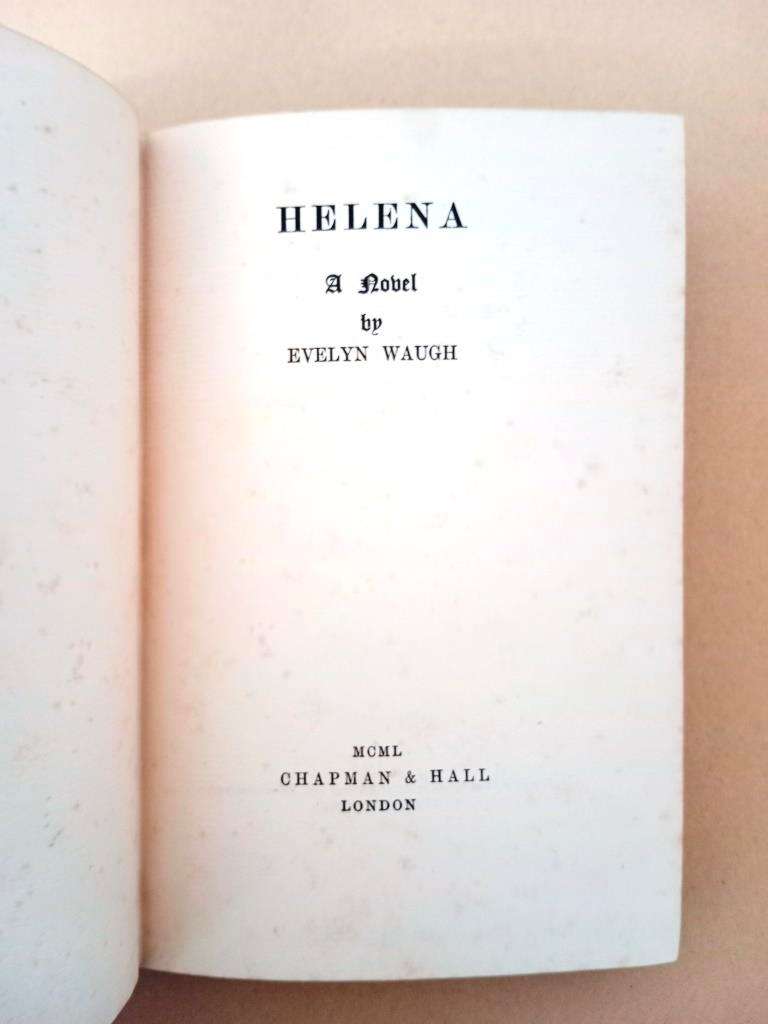 HELENA
A Novel
by
EVELYN WAUGH
MCML
CHAPMAN & HALL
LONDON